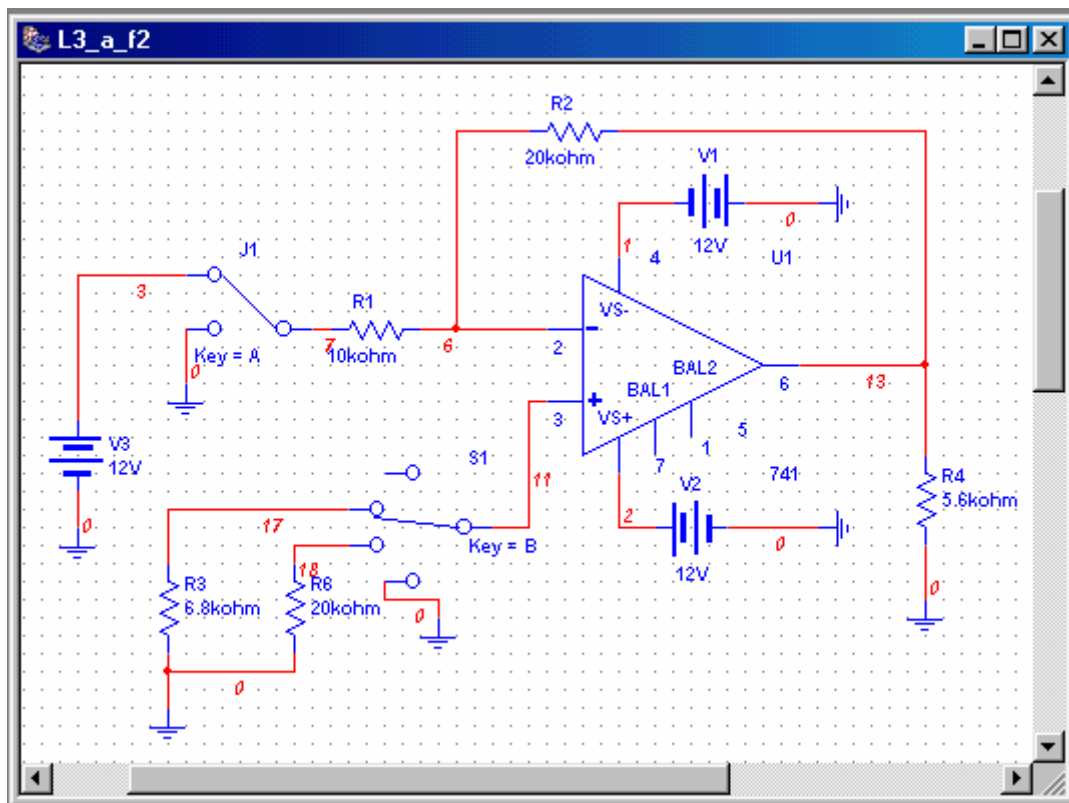 L3_a_f2
R2
20kohm
V1
0
1
12V
4
U1
J1
3
R1
VS-
Key = A
7
10kohm
6
2
BAL2
BAL1
6
13
0
3
VS+
5
1
7
V3
12V
S1
11
741
V2
R4
5.6kohm
17
2
0
Key = B
0
12V
18
R3
R6
6.8kohm
20kohm
0
0
0